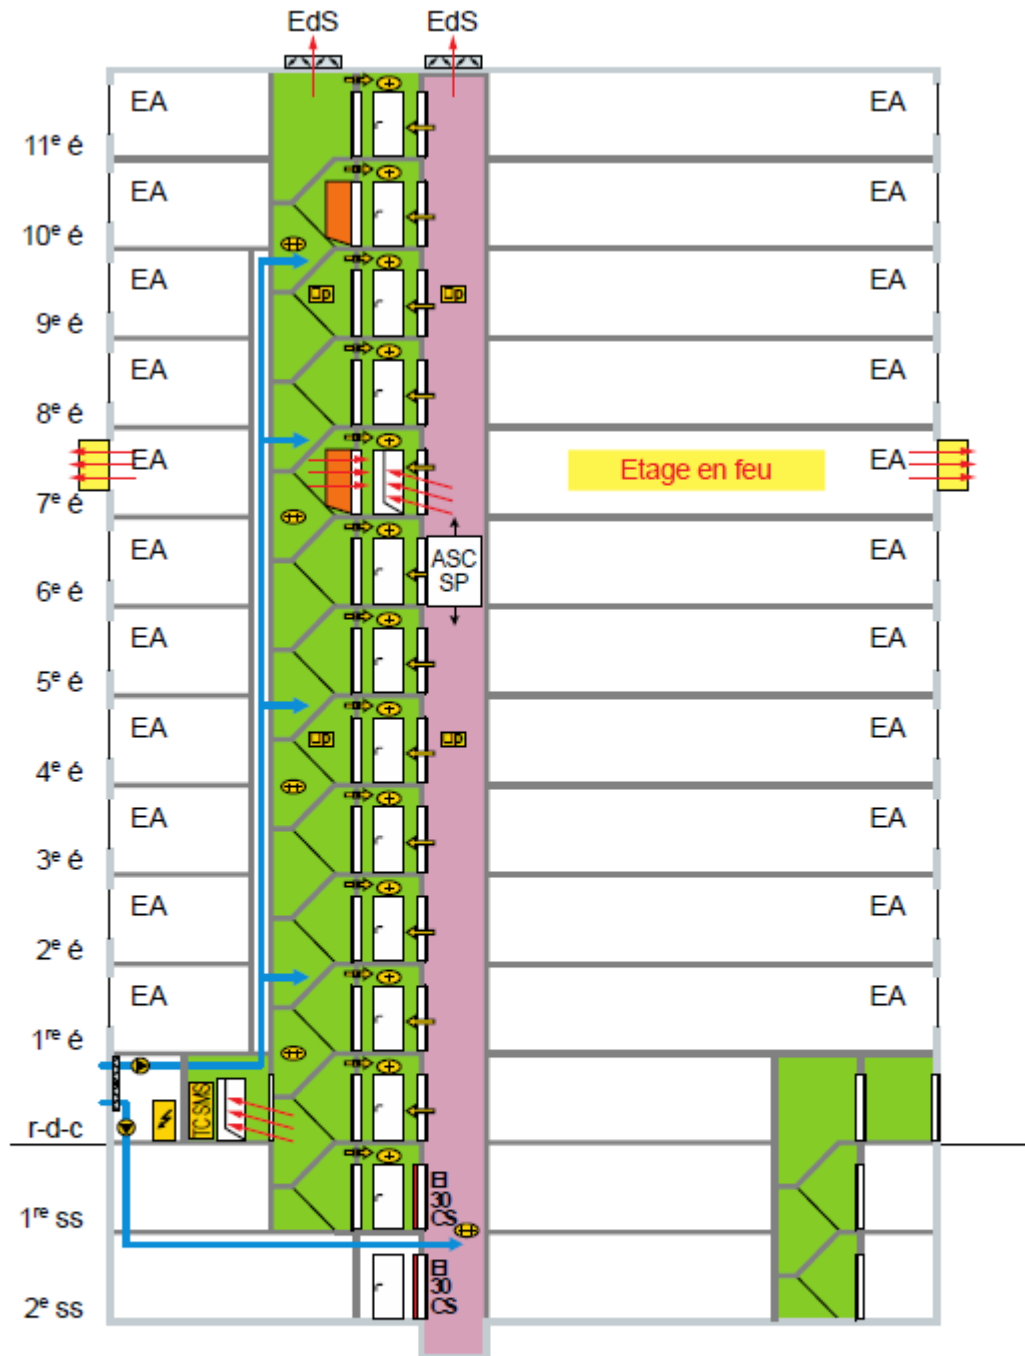 EdS EdS
EA EA
11e é
EA EA
10e é
EA EA
9e é
EA EA
8e é
EA Etage en feu EA
7e é
EA ASC EA
SP
6e é
EA EA
5e é
EA EA
4e é
EA EA
3e é
EA EA
2e é
EA EA
1re é
TC SMS
r-d-c
EI
30
CS
1re ss
EI
30
CS
2e ss